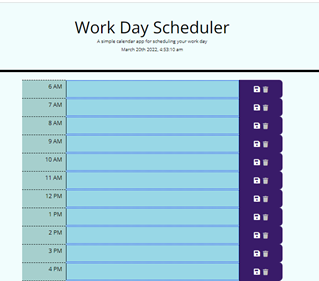 Work Day Scheduler
A simple calendar app for scheduling your work day
March 20th 2022, 4:53:10 am
6 AM
7 AM
8 AM
9 AM
10 AM
11 AM
12 PM
1 PM
2 PM
3 PM
4 PM